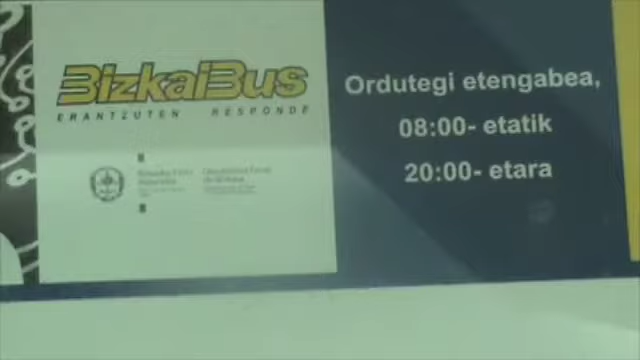 BizkaiBus
ERANTZUTEN RESPONDE
Ordutegi etengabea,
08:00- etatik
20:00- etara